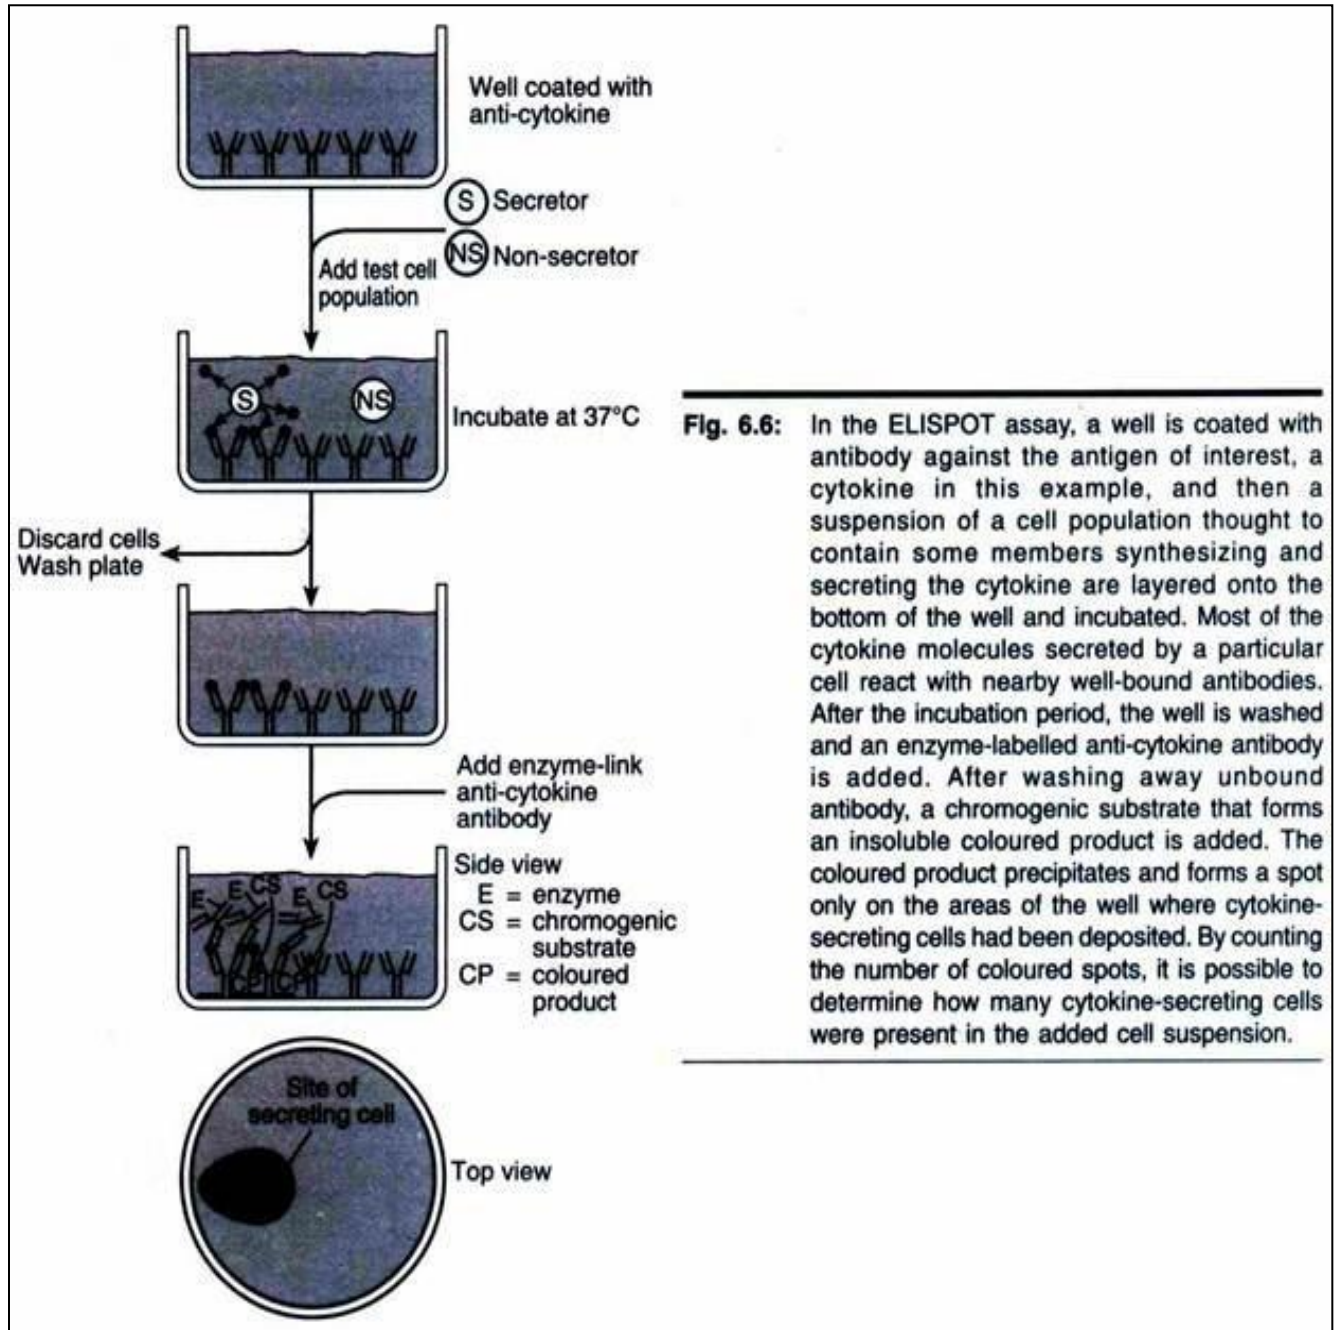 Well coated with
anti-cytokine
S Secretor
NS Non-secretor
Add test cell
population
S
NS
Incubate at 37°C
Discard cells
Wash plate
Add enzyme-link
anti-cytokine
antibody
E E CS E CS
CP CP
Side view
E = enzyme
CS = chromogenic
substrate
CP = coloured
product
Site of
secreting cell
Top view
Fig. 6.6: In the ELISPOT assay, a well is coated with
antibody against the antigen of interest, a
cytokine in this example, and then a
suspension of a cell population thought to
contain some members synthesizing and
secreting the cytokine are layered onto the
bottom of the well and incubated. Most of the
cytokine molecules secreted by a particular
cell react with nearby well-bound antibodies.
After the incubation period, the well is washed
and an enzyme-labelled anti-cytokine antibody
is added. After washing away unbound
antibody, a chromogenic substrate that forms
an insoluble coloured product is added. The
coloured product precipitates and forms a spot
only on the areas of the well where cytokine-
secreting cells had been deposited. By counting
the number of coloured spots, it is possible to
determine how many cytokine-secreting cells
were present in the added cell suspension.